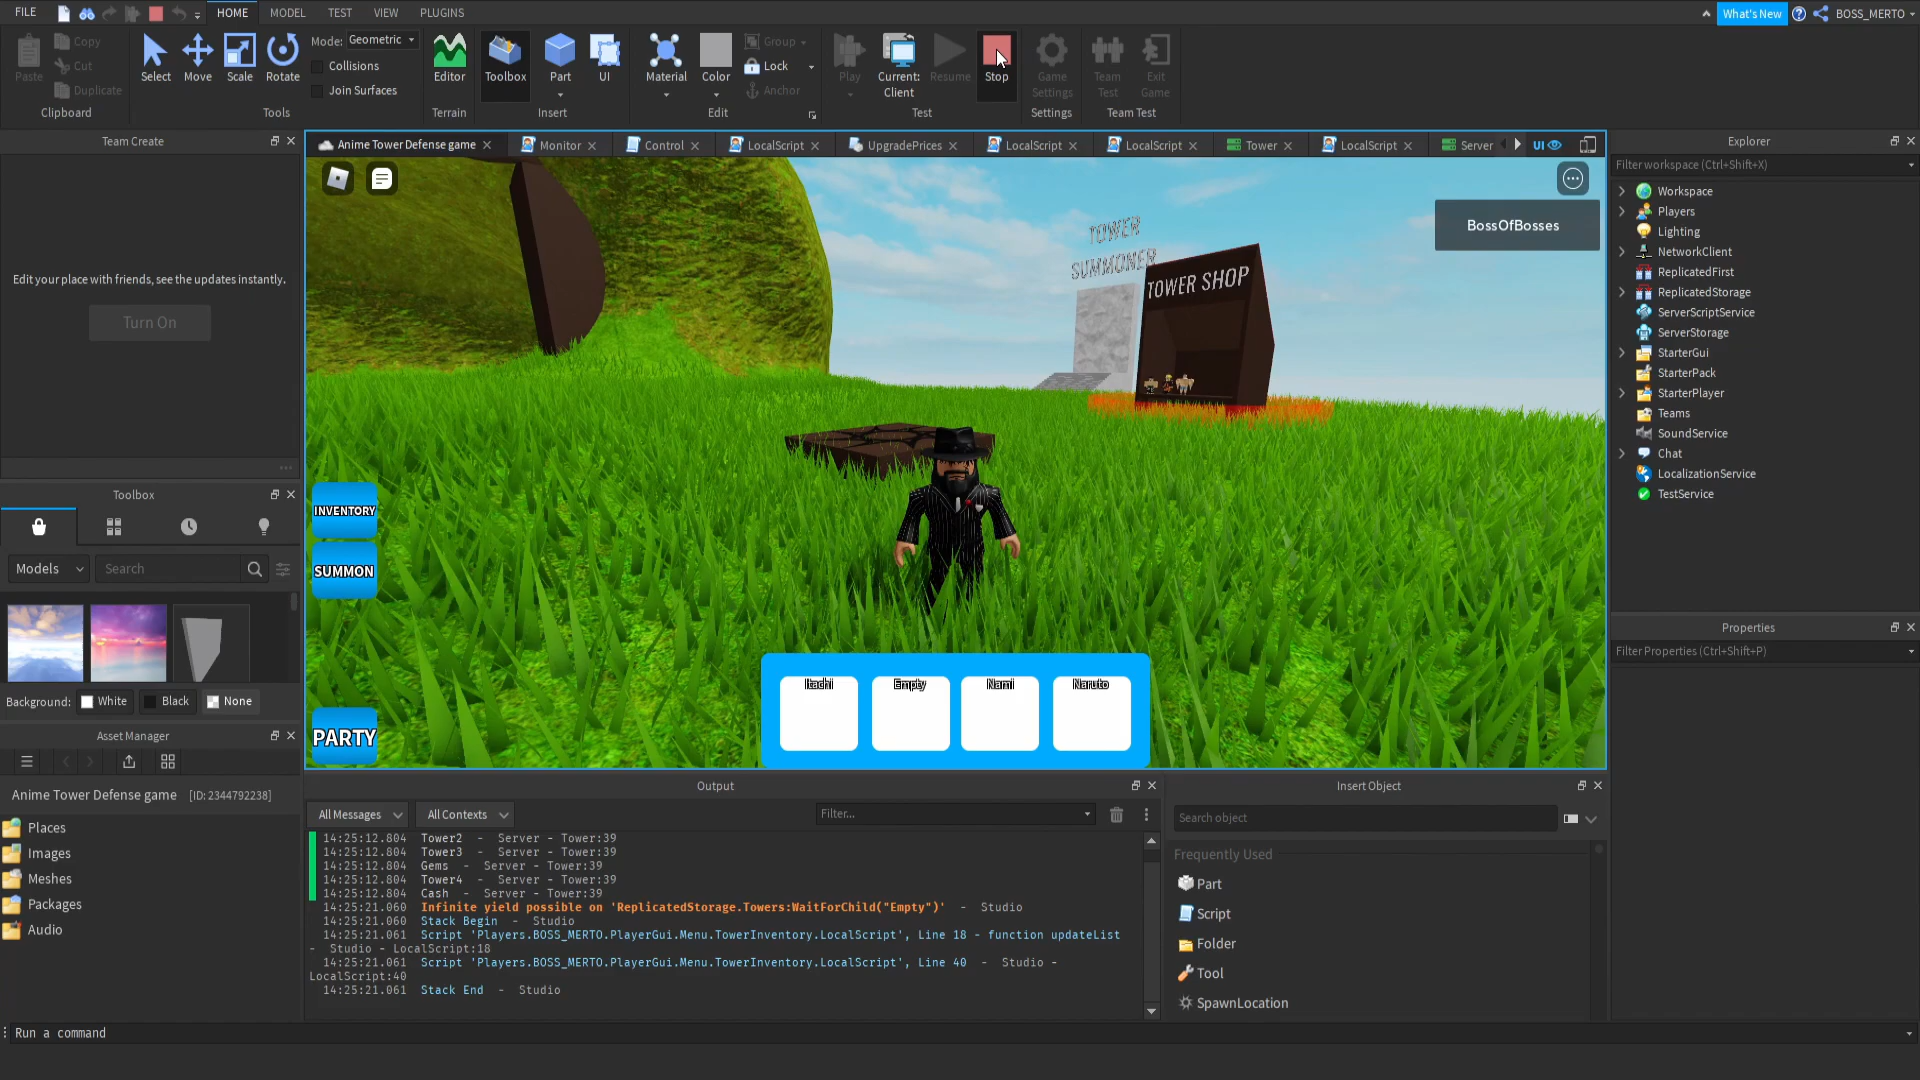 FILE
HOME
MODEL
TEST
VIEW
PLUGINS
What's New
BOSS_MERTO
Paste
Copy
Cut
Duplicate
Clipboard
Select
Move
Scale
Rotate
Mode: Geometric
Collisions
Join Surfaces
Tools
Editor
Terrain
Toolbox
Part
UI
Insert
Material
Color
Group
Lock
Anchor
Edit
Play
Current:
Client
Resume
Stop
Test
Game
Settings
Settings
Team
Test
Exit
Game
Team Test
Team Create
Edit your place with friends, see the updates instantly.
Turn On
Toolbox
Models
Search
Background: White Black None
Asset Manager
Anime Tower Defense game [ID: 2344792238]
Places
Images
Meshes
Packages
Audio
Run a command
Anime Tower Defense game
Monitor
Control
LocalScript
UpgradePrices
LocalScript
LocalScript
Tower
LocalScript
Server
UI
BossOfBosses
TOWER
SUMMONER
TOWER SHOP
INVENTORY
SUMMON
PARTY
Itachi
Empty
Nami
Naruto
Output
All Messages
All Contexts
Filter...
14:25:12.804 Tower2 - Server - Tower:39
14:25:12.804 Tower3 - Server - Tower:39
14:25:12.804 Gems - Server - Tower:39
14:25:12.804 Tower4 - Server - Tower:39
14:25:12.804 Cash - Server - Tower:39
14:25:21.060 Infinite yield possible on 'ReplicatedStorage.Towers:WaitForChild("Empty")' - Studio
14:25:21.060 Stack Begin - Studio
14:25:21.061 Script 'Players.BOSS_MERTO.PlayerGui.Menu.TowerInventory.LocalScript', Line 18 - function updateList
- Studio - LocalScript:18
14:25:21.061 Script 'Players.BOSS_MERTO.PlayerGui.Menu.TowerInventory.LocalScript', Line 40 - Studio -
LocalScript:40
14:25:21.061 Stack End - Studio
Insert Object
Search object
Frequently Used
Part
Script
Folder
Tool
SpawnLocation
Explorer
Filter workspace (Ctrl+Shift+X)
Workspace
Players
Lighting
NetworkClient
ReplicatedFirst
ReplicatedStorage
ServerScriptService
ServerStorage
StarterGui
StarterPack
StarterPlayer
Teams
SoundService
Chat
LocalizationService
TestService
Properties
Filter Properties (Ctrl+Shift+P)